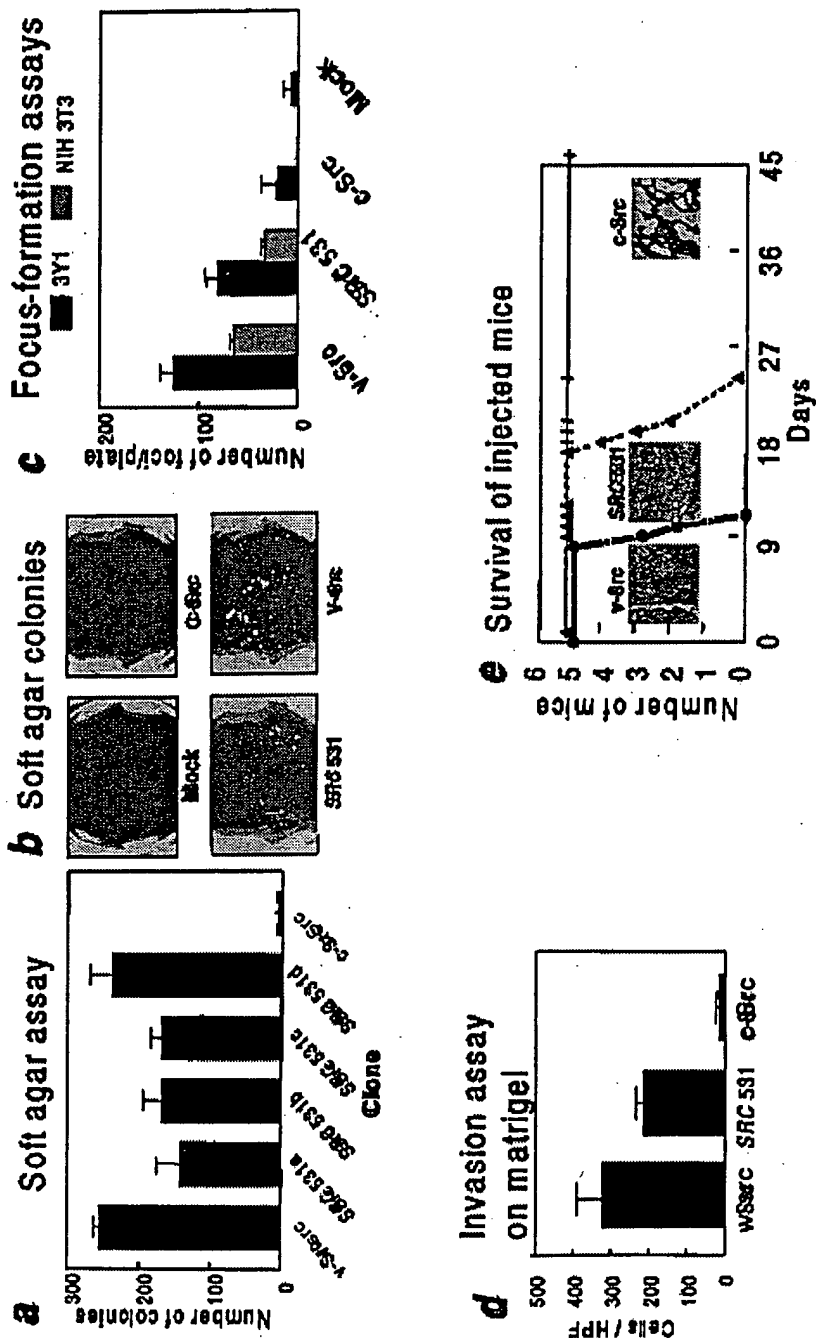 a Soft agar assay
Number of colonies
300
200
100
0
v-Src
SRC 531a
SRC 531b
SRC 531c
SRC 531d
c-Src
Clone
b Soft agar colonies
Mock
c-Src
SRC 531
v-src
c Focus-formation assays
3Y1
NIH 3T3
Number of foci/plate
200
100
0
v-Src
SRC 531
c-Src
Mock
d Invasion assay
on matrigel
Cells / HPF
500
400
300
200
100
0
SRC 531
c-Src
e Survival of injected mice
Number of mice
6
5
4
3
2
1
0
v-Src
SRC 531
c-Src
0
9
18
27
36
45
Days